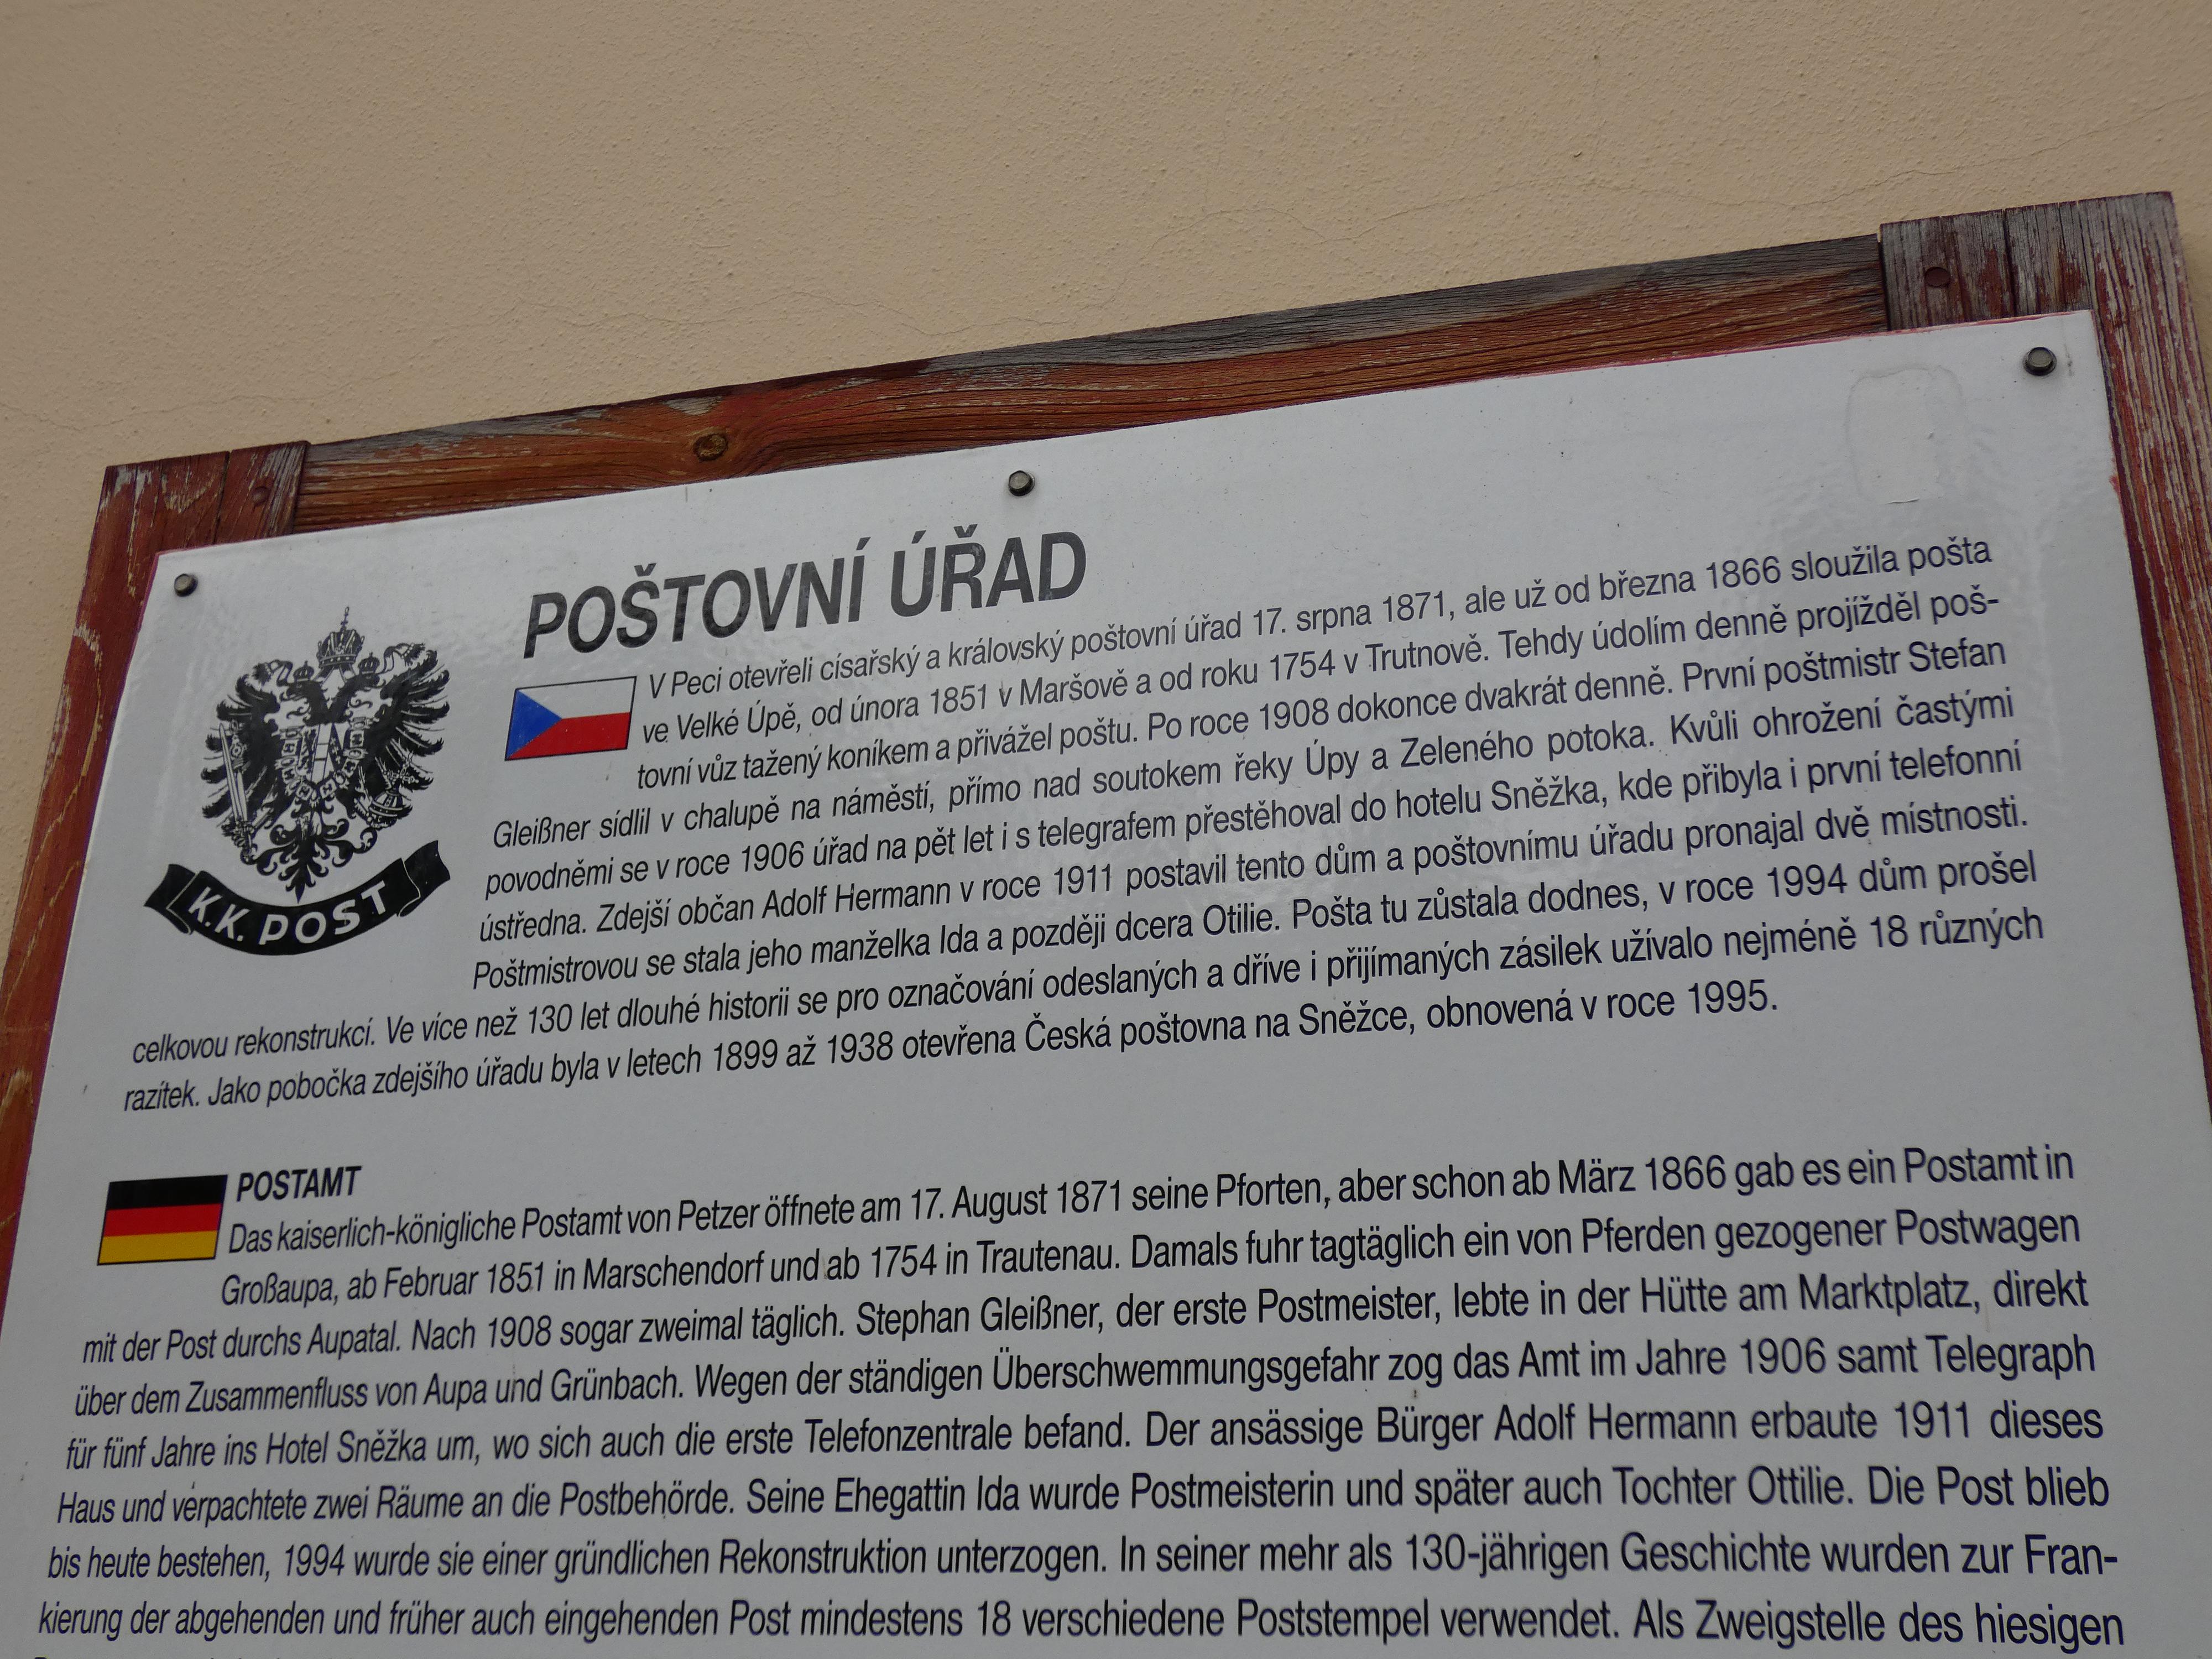 POŠTOVNÍ ÚŘAD
V Peci otevřeli císařský a královský poštovní úřad 17. srpna 1871, ale už od března 1866 sloužila pošta
ve Velké Úpě, od února 1851 v Maršově a od roku 1754 v Trutnově. Tehdy údolím denně projížděl poš-
tovní vůz tažený koníkem a přivážel poštu. Po roce 1908 dokonce dvakrát denně. První poštmistr Stefan
Gleißner sídlil v chalupě na náměstí, přímo nad soutokem řeky Úpy a Zeleného potoka. Kvůli ohrožení častými
povodněmi se v roce 1906 úřad na pět let i s telegrafem přestěhoval do hotelu Sněžka, kde přibyla i první telefonní
ústředna. Zdejší občan Adolf Hermann v roce 1911 postavil tento dům a poštovnímu úřadu pronajal dvě místnosti.
Poštmistrovou se stala jeho manželka Ida a později dcera Otilie. Pošta tu zůstala dodnes, v roce 1994 dům prošel
celkovou rekonstrukcí. Ve více než 130 let dlouhé historii se pro označování odeslaných a dříve i přijímaných zásilek užívalo nejméně 18 různých
razítek. Jako pobočka zdejšího úřadu byla v letech 1899 až 1938 otevřena Česká poštovna na Sněžce, obnovená v roce 1995.
K.K. POST
POSTAMT
Das kaiserlich-königliche Postamt von Petzer öffnete am 17. August 1871 seine Pforten, aber schon ab März 1866 gab es ein Postamt in
Großaupa, ab Februar 1851 in Marschendorf und ab 1754 in Trautenau. Damals fuhr tagtäglich ein von Pferden gezogener Postwagen
mit der Post durchs Aupatal. Nach 1908 sogar zweimal täglich. Stephan Gleißner, der erste Postmeister, lebte in der Hütte am Marktplatz, direkt
über dem Zusammenfluss von Aupa und Grünbach. Wegen der ständigen Überschwemmungsgefahr zog das Amt im Jahre 1906 samt Telegraph
für fünf Jahre ins Hotel Sněžka um, wo sich auch die erste Telefonzentrale befand. Der ansässige Bürger Adolf Hermann erbaute 1911 dieses
Haus und verpachtete zwei Räume an die Postbehörde. Seine Ehegattin Ida wurde Postmeisterin und später auch Tochter Ottilie. Die Post blieb
bis heute bestehen, 1994 wurde sie einer gründlichen Rekonstruktion unterzogen. In seiner mehr als 130-jährigen Geschichte wurden zur Fran-
kierung der abgehenden und früher auch eingehenden Post mindestens 18 verschiedene Poststempel verwendet. Als Zweigstelle des hiesigen